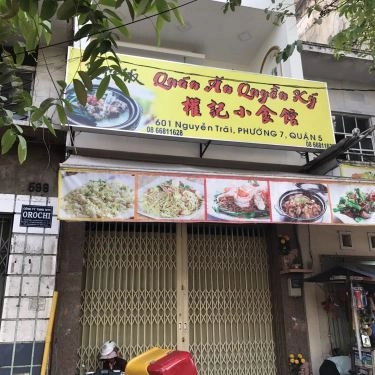 Quán Ăn Quyền Ký
權記小食館
601 Nguyễn Trãi, PHƯỜNG 7, QUẬN 5
08 66811628
08 66811628
599
OROCHI